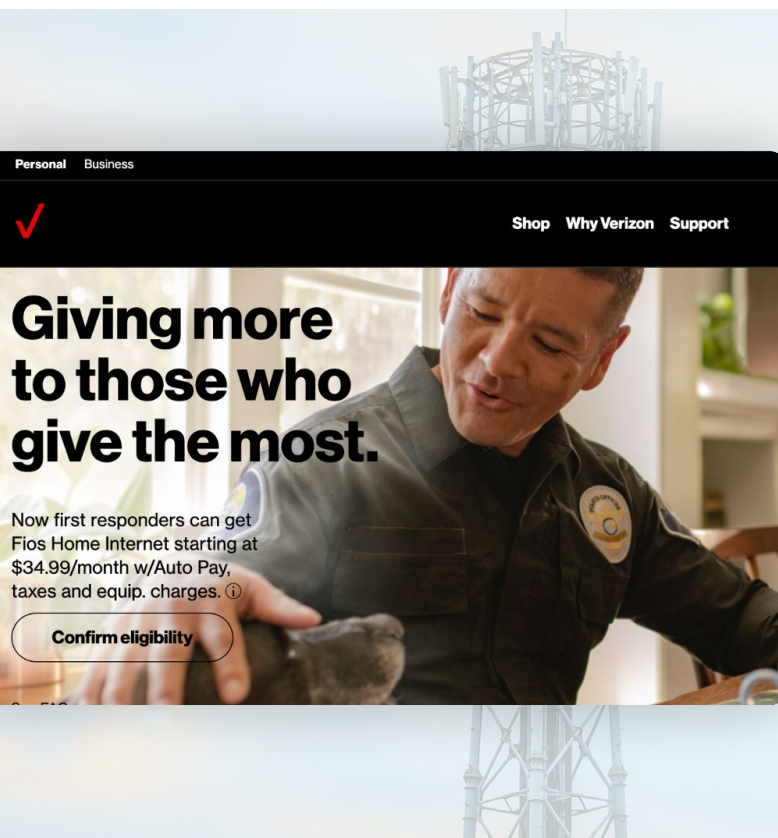 Personal Business
Shop Why Verizon Support
Giving more
to those who
give the most.
Now first responders can get
Fios Home Internet starting at
$34.99/month w/Auto Pay,
taxes and equip. charges.
Confirm eligibility